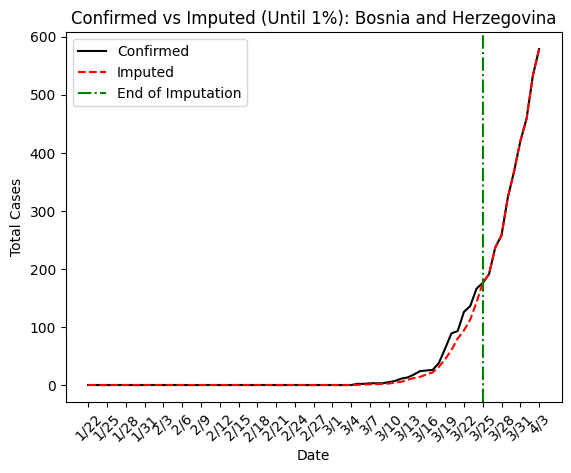 Confirmed vs Imputed (Until 1%): Bosnia and Herzegovina
Confirmed
Imputed
End of Imputation
Total Cases
600
500
400
300
200
100
0
1/22 1/25 1/28 1/31 2/3 2/6 2/9 2/12 2/15 2/18 2/21 2/24 2/27 3/1 3/4 3/7 3/10 3/13 3/16 3/19 3/22 3/25 3/28 3/31 4/3
Date